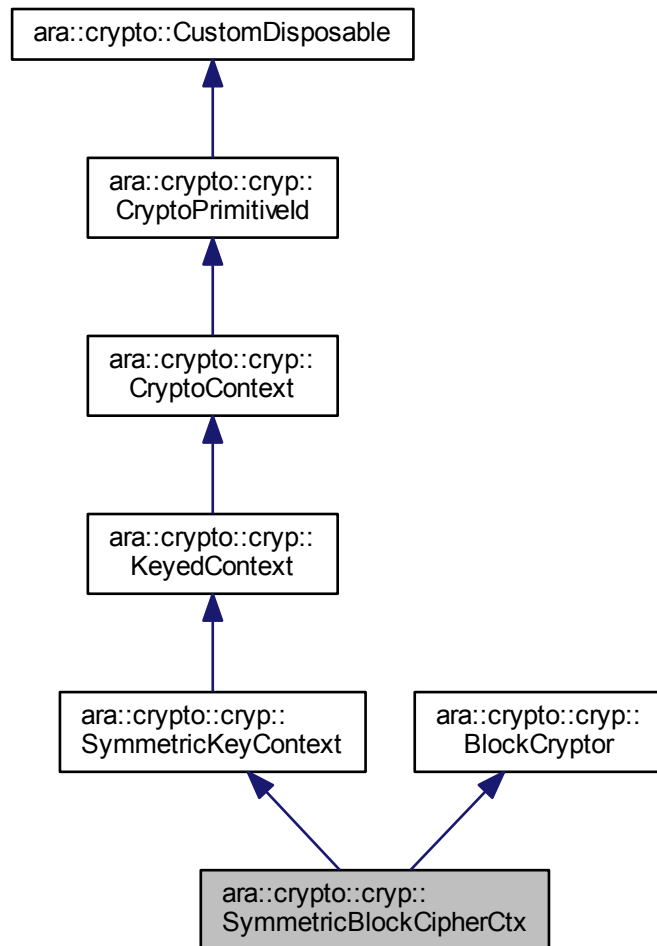 ara::crypto::CustomDisposable
ara::crypto::cryp::
CryptoPrimitiveId
ara::crypto::cryp::
CryptoContext
ara::crypto::cryp::
KeyedContext
ara::crypto::cryp::
SymmetricKeyContext
ara::crypto::cryp::
BlockCryptor
ara::crypto::cryp::
SymmetricBlockCipherCtx